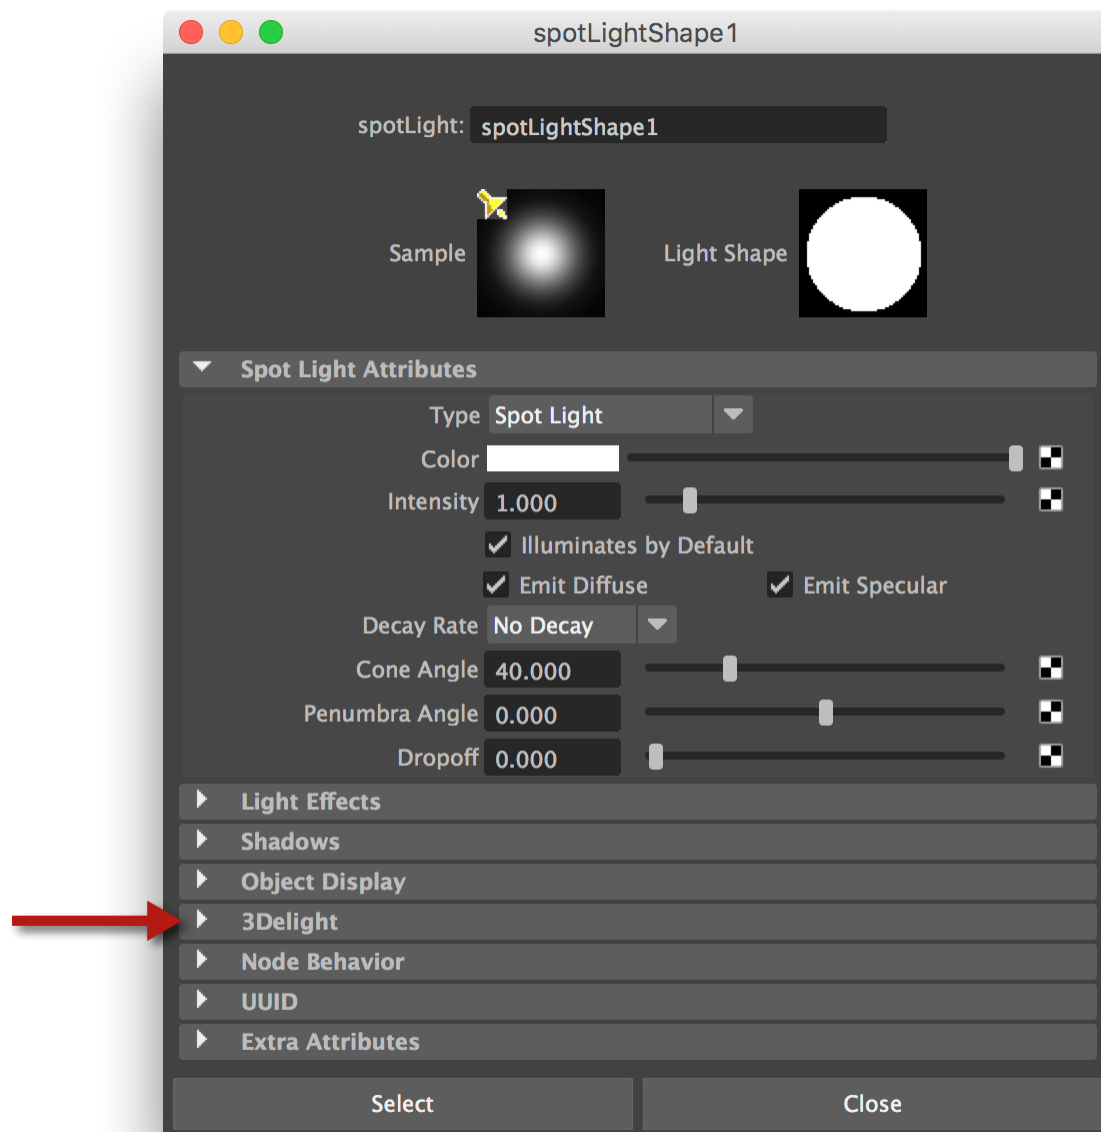 spotLightShape1
spotLight: spotLightShape1
Sample Light Shape
Spot Light Attributes
Type Spot Light
Color
Intensity 1.000
Illuminates by Default
Emit Diffuse Emit Specular
Decay Rate No Decay
Cone Angle 40.000
Penumbra Angle 0.000
Dropoff 0.000
Light Effects
Shadows
Object Display
3Delight
Node Behavior
UUID
Extra Attributes
Select Close